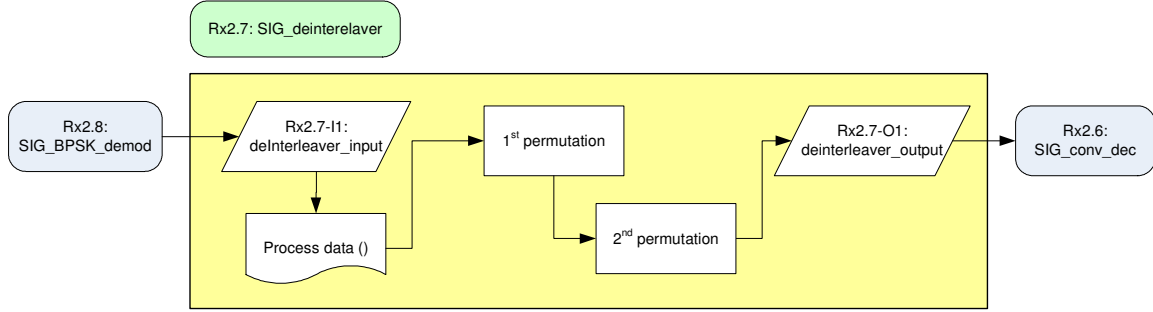 Rx2.7: SIG_deinterelaver
Rx2.8:
SIG_BPSK_demod
Rx2.7-I1:
deInterleaver_input
Process data ()
1st permutation
2nd permutation
Rx2.7-O1:
deinterleaver_output
Rx2.6:
SIG_conv_dec